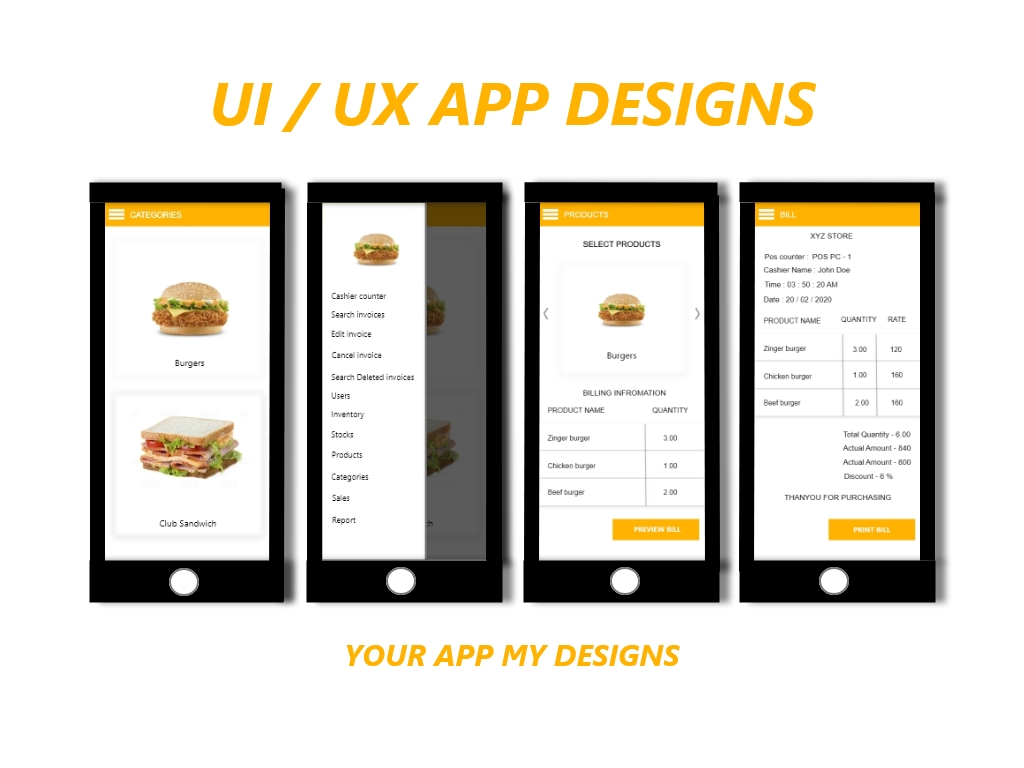 UI / UX APP DESIGNS
CATEGORIES
Burgers
Club Sandwich
Cashier counter
Search invoices
Edit invoice
Cancel invoice
Search Deleted invoices
Users
Inventory
Stocks
Products
Categories
Sales
Report
PRODUCTS
SELECT PRODUCTS
Burgers
BILLING INFROMATION
PRODUCT NAME QUANTITY
Zinger burger 3.00
Chicken burger 1.00
Beef burger 2.00
PREVIEW BILL
BILL
XYZ STORE
Pos counter : POS PC - 1
Cashier Name : John Doe
Time : 03 : 50 : 20 AM
Date : 20 / 02 / 2020
PRODUCT NAME QUANTITY RATE
Zinger burger 3.00 120
Chicken burger 1.00 160
Beef burger 2.00 160
Total Quantity - 6.00
Actual Amount - 840
Actual Amount - 800
Discount - 6 %
THANYOU FOR PURCHASING
PRINT BILL
YOUR APP MY DESIGNS